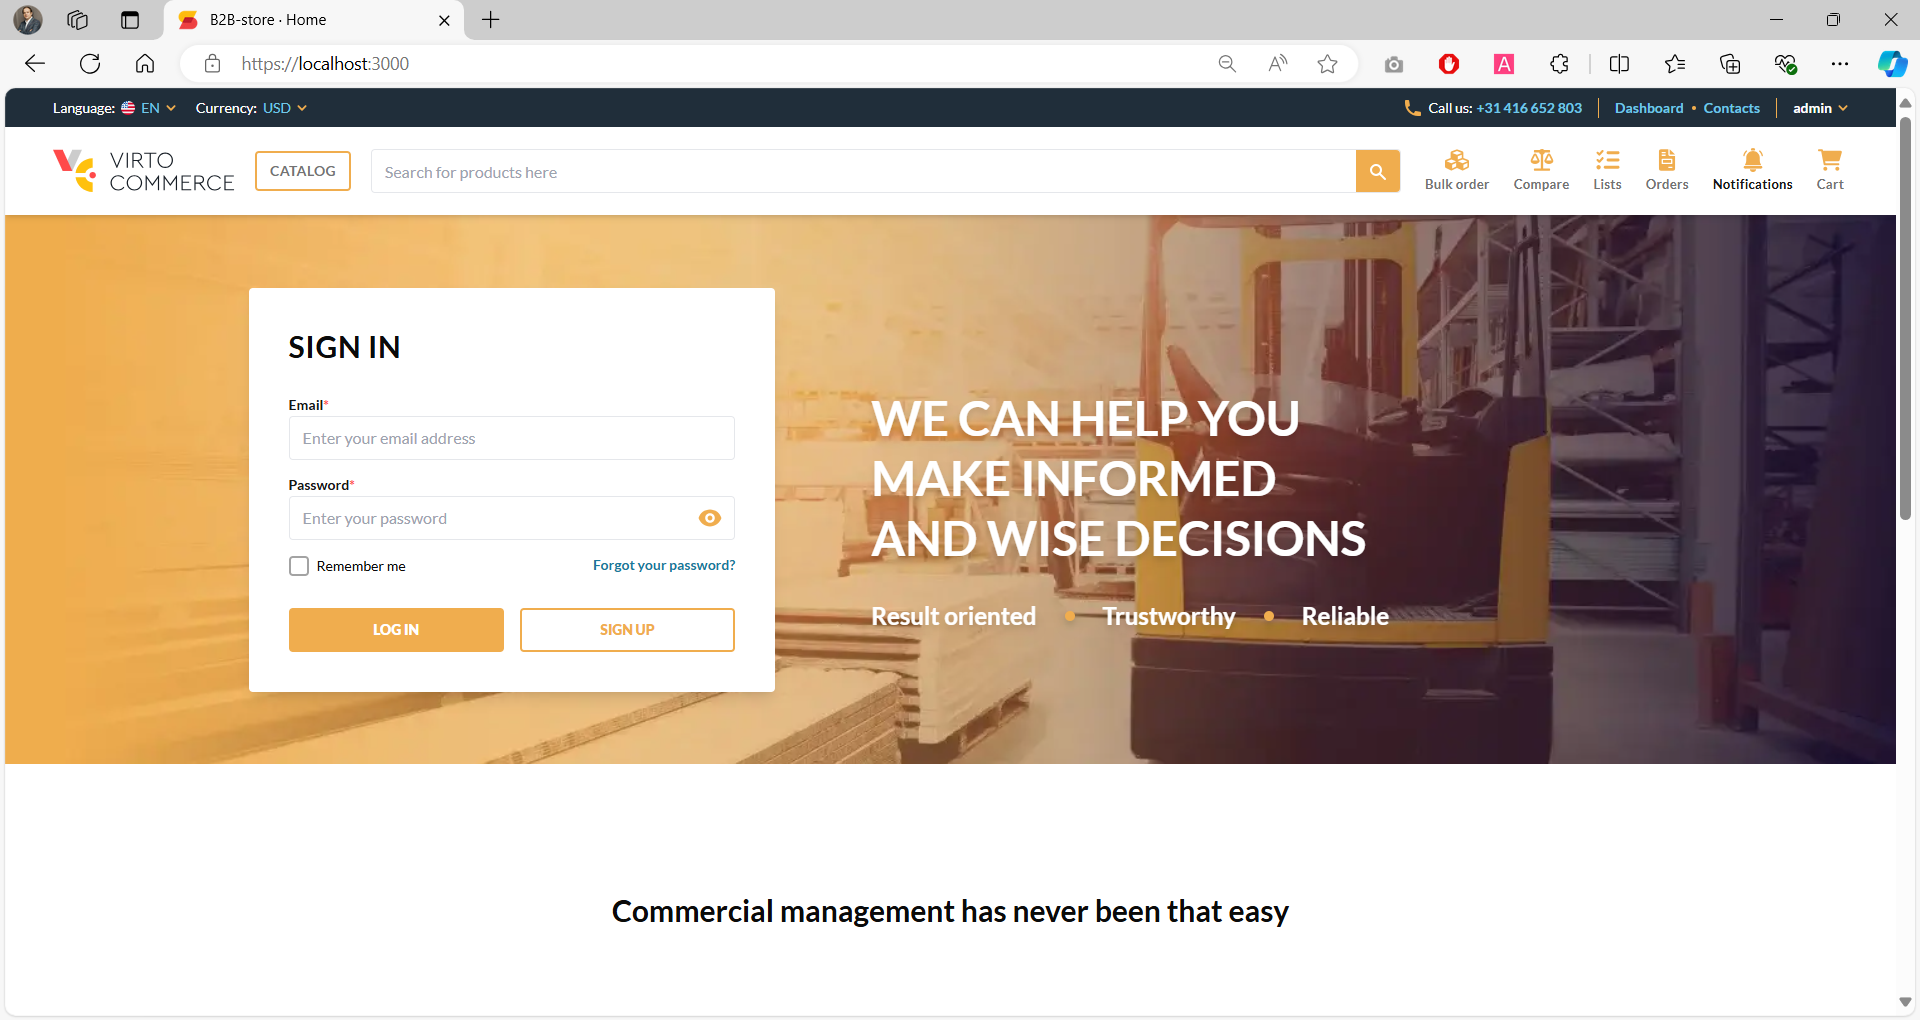 B2B-store · Home
https://localhost:3000
Language: EN Currency: USD
Call us: +31 416 652 803 Dashboard • Contacts admin
VIRTO
COMMERCE
CATALOG
Search for products here
Bulk order Compare Lists Orders Notifications Cart
SIGN IN
Email*
Enter your email address
Password*
Enter your password
Remember me Forgot your password?
LOG IN SIGN UP
WE CAN HELP YOU
MAKE INFORMED
AND WISE DECISIONS
Result oriented • Trustworthy • Reliable
Commercial management has never been that easy